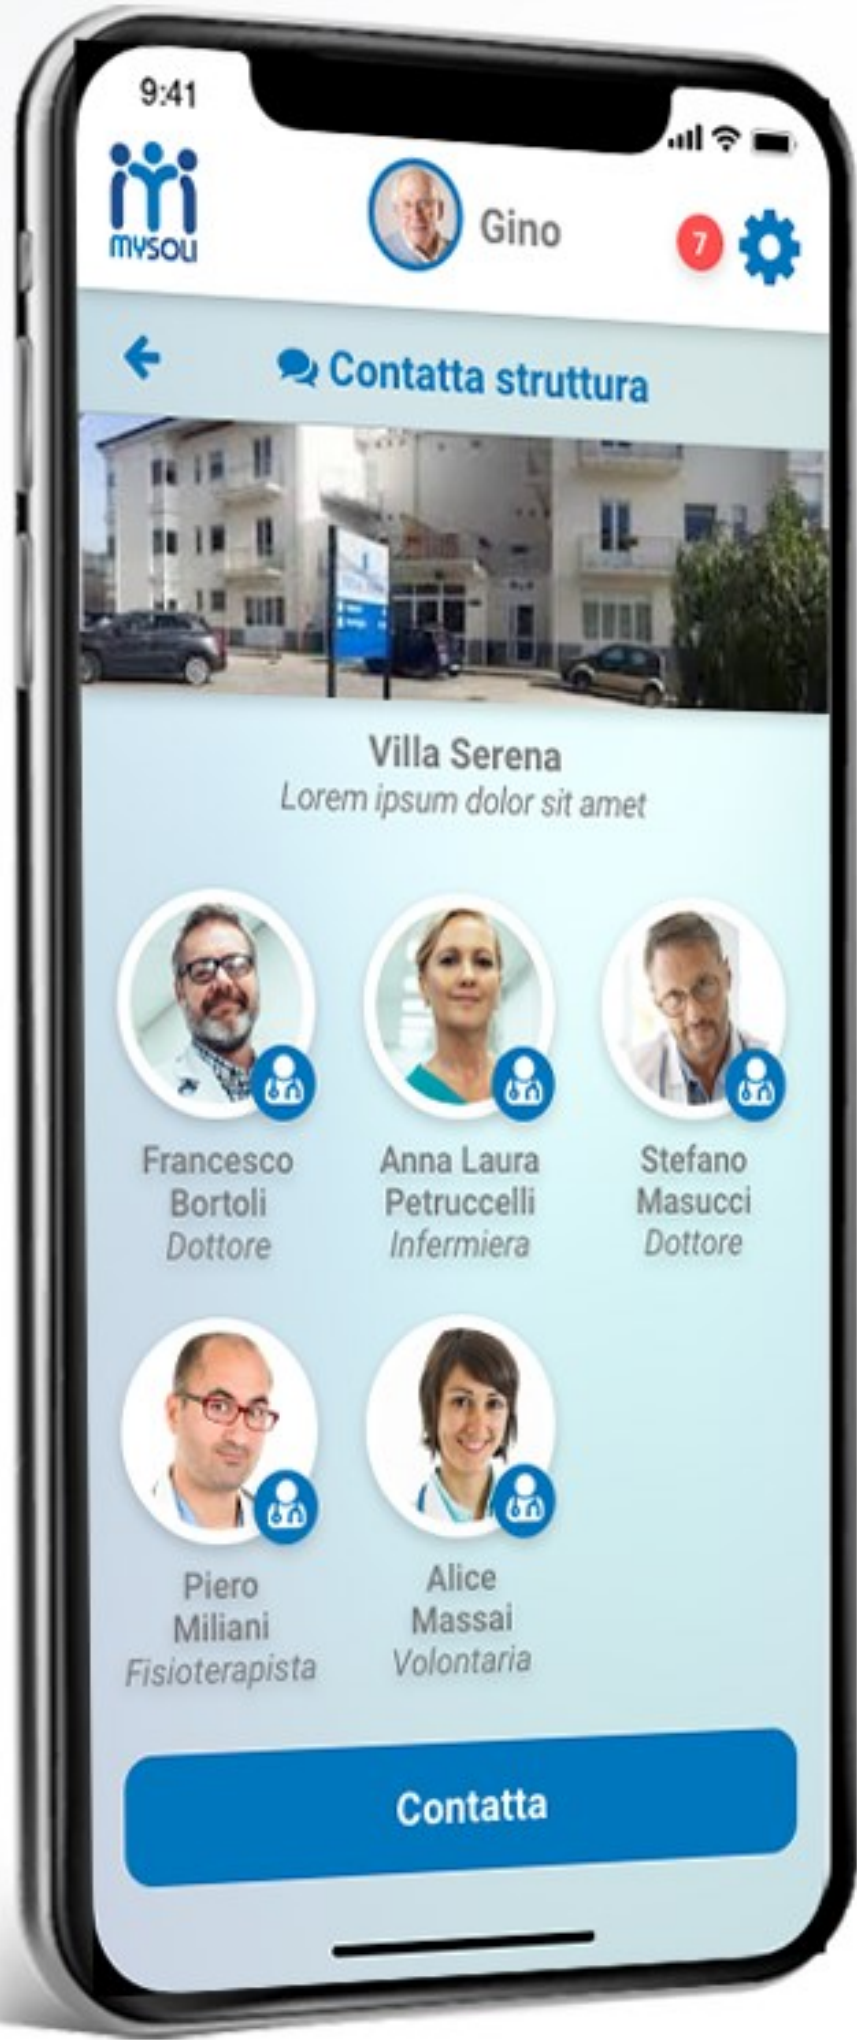 9:41
MYSOLI
Gino
7
Contatta struttura
Villa Serena
Lorem ipsum dolor sit amet
Francesco
Bortoli
Dottore
Anna Laura
Petruccelli
Infermiera
Stefano
Masucci
Dottore
Piero
Miliani
Fisioterapista
Alice
Massai
Volontaria
Contatta